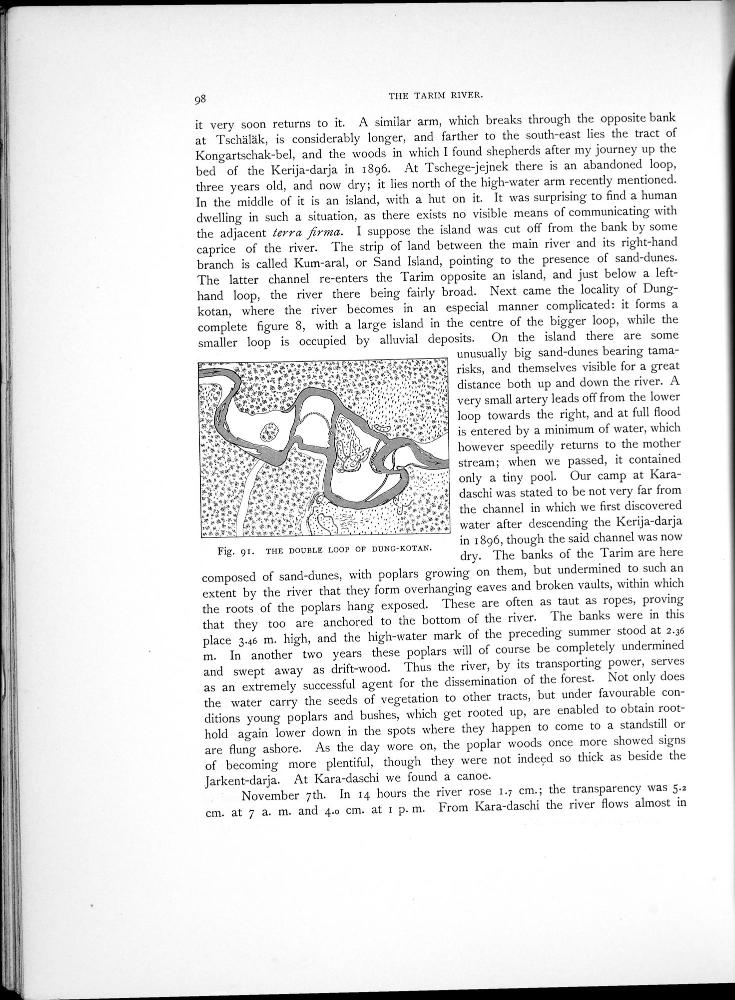 98
THE TARIM RIVER.
it very soon returns to it. A similar arm, which breaks through the opposite bank
at Tschäläk, is considerably longer, and farther to the south-east lies the tract of
Kongartschak-bel, and the woods in which I found shepherds after my journey up the
bed of the Kerija-darja in 1896. At Tschege-jejnek there is an abandoned loop,
three years old, and now dry; it lies north of the high-water arm recently mentioned.
In the middle of it is an island, with a hut on it. It was surprising to find a human
dwelling in such a situation, as there exists no visible means of communicating with
the adjacent terra firma. I suppose the island was cut off from the bank by some
caprice of the river. The strip of land between the main river and its right-hand
branch is called Kum-aral, or Sand Island, pointing to the presence of sand-dunes.
The latter channel re-enters the Tarim opposite an island, and just below a left-
hand loop, the river there being fairly broad. Next came the locality of Dung-
kotan, where the river becomes in an especial manner complicated: it forms a
complete figure 8, with a large island in the centre of the bigger loop, while the
smaller loop is occupied by alluvial deposits. On the island there are some
unusually big sand-dunes bearing tama-
risks, and themselves visible for a great
distance both up and down the river. A
very small artery leads off from the lower
loop towards the right, and at full flood
is entered by a minimum of water, which
however speedily returns to the mother
stream; when we passed, it contained
only a tiny pool. Our camp at Kara-
daschi was stated to be not very far from
the channel in which we first discovered
water after descending the Kerija-darja
in 1896, though the said channel was now
dry. The banks of the Tarim are here
Fig. 91. THE DOUBLE LOOP OF DUNG-KOTAN.
composed of sand-dunes, with poplars growing on them, but undermined to such an
extent by the river that they form overhanging eaves and broken vaults, within which
the roots of the poplars hang exposed. These are often as taut as ropes, proving
that they too are anchored to the bottom of the river. The banks were in this
place 3.46 m. high, and the high-water mark of the preceding summer stood at 2.36
m. In another two years these poplars will of course be completely undermined
and swept away as drift-wood. Thus the river, by its transporting power, serves
as an extremely successful agent for the dissemination of the forest. Not only does
the water carry the seeds of vegetation to other tracts, but under favourable con-
ditions young poplars and bushes, which get rooted up, are enabled to obtain root-
hold again lower down in the spots where they happen to come to a standstill or
are flung ashore. As the day wore on, the poplar woods once more showed signs
of becoming more plentiful, though they were not indeed so thick as beside the
Jarkent-darja. At Kara-daschi we found a canoe.
November 7th. In 14 hours the river rose 1.7 cm.; the transparency was 5.2
cm. at 7 a. m. and 4.0 cm. at 1 p. m. From Kara-daschi the river flows almost in